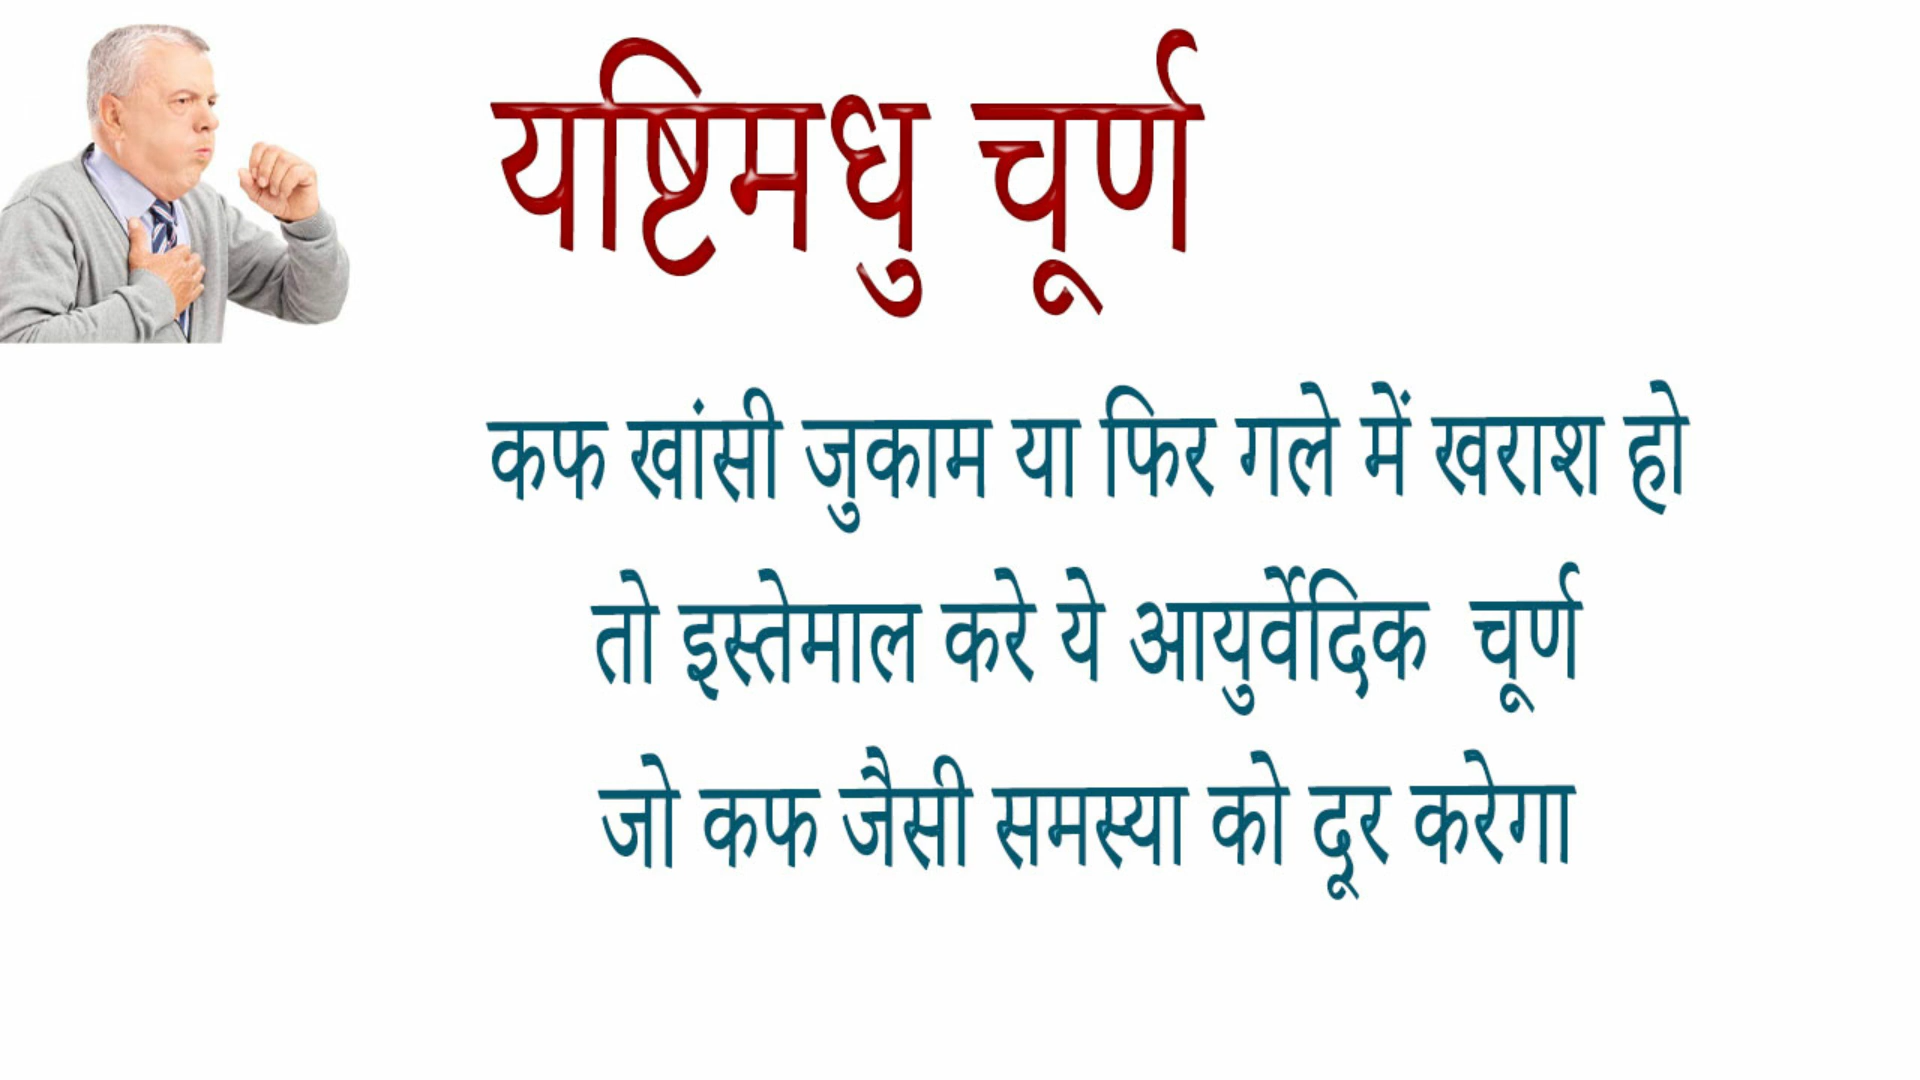 यष्टिमधु चूर्ण
कफ खांसी जुकाम या फिर गले में खराश हो
तो इस्तेमाल करे ये आयुर्वेदिक चूर्ण
जो कफ जैसी समस्या को दूर करेगा